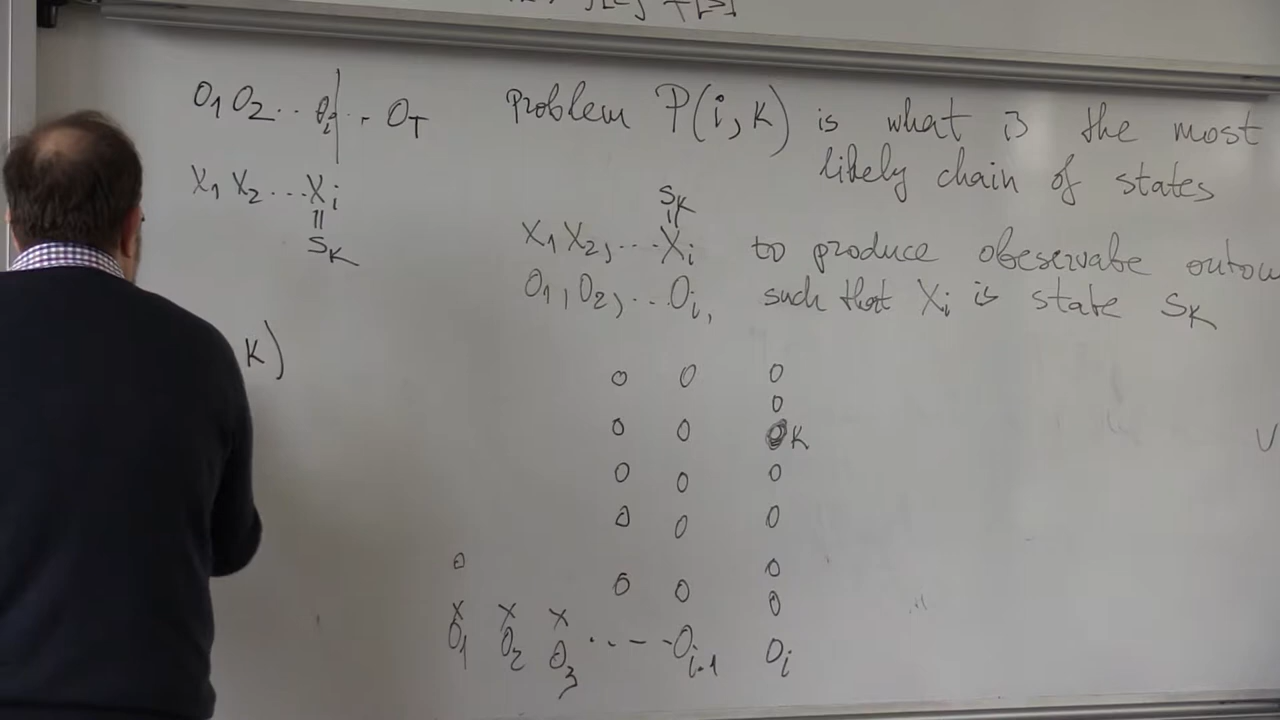 O1 O2 .. Oi .. OT
problem P(i,k) is what is the most
likely chain of states
X1 X2 ... Xi
||
SK
SK
||
X1 X2, ... Xi to produce obeservabe outou
O1, O2, ... Oi, such that Xi is state SK
K)
O O O
O
O O O K
O O O
O O O
O
O
O O
O
X X X
O1 O2 O3 ..--- Oi-1 Oi